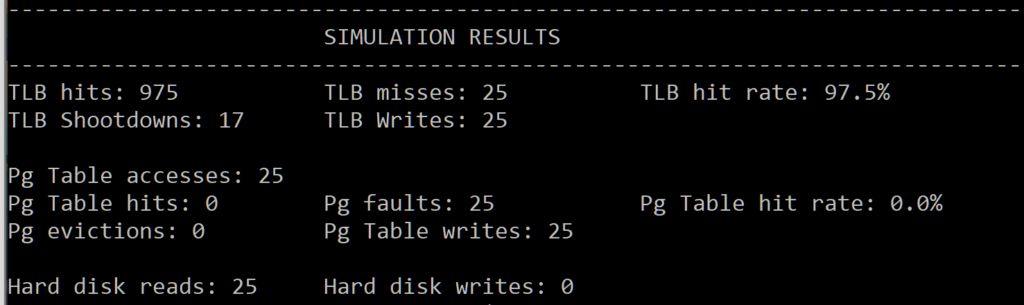 SIMULATION RESULTS
TLB hits: 975 TLB misses: 25 TLB hit rate: 97.5%
TLB Shootdowns: 17 TLB Writes: 25
Pg Table accesses: 25
Pg Table hits: 0 Pg faults: 25 Pg Table hit rate: 0.0%
Pg evictions: 0 Pg Table writes: 25
Hard disk reads: 25 Hard disk writes: 0